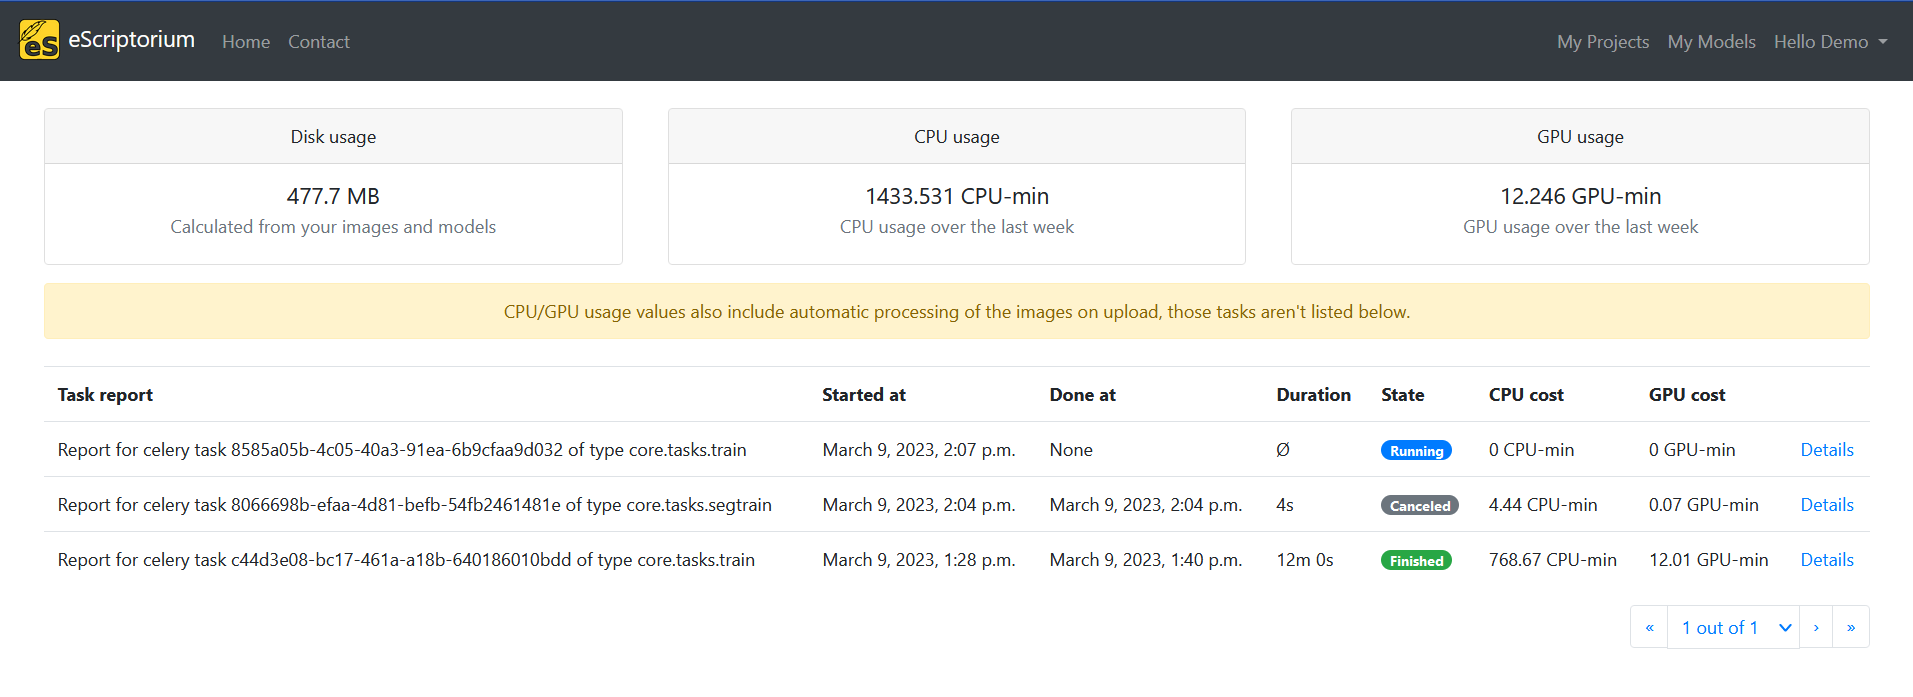 eS eScriptorium Home Contact My Projects My Models Hello Demo
Disk usage
477.7 MB
Calculated from your images and models
CPU usage
1433.531 CPU-min
CPU usage over the last week
GPU usage
12.246 GPU-min
GPU usage over the last week
CPU/GPU usage values also include automatic processing of the images on upload, those tasks aren't listed below.
Task report Started at Done at Duration State CPU cost GPU cost
Report for celery task 8585a05b-4c05-40a3-91ea-6b9cfaa9d032 of type core.tasks.train March 9, 2023, 2:07 p.m. None Ø Running 0 CPU-min 0 GPU-min Details
Report for celery task 8066698b-efaa-4d81-befb-54fb2461481e of type core.tasks.segtrain March 9, 2023, 2:04 p.m. March 9, 2023, 2:04 p.m. 4s Canceled 4.44 CPU-min 0.07 GPU-min Details
Report for celery task c44d3e08-bc17-461a-a18b-640186010bdd of type core.tasks.train March 9, 2023, 1:28 p.m. March 9, 2023, 1:40 p.m. 12m 0s Finished 768.67 CPU-min 12.01 GPU-min Details
« 1 out of 1 › »